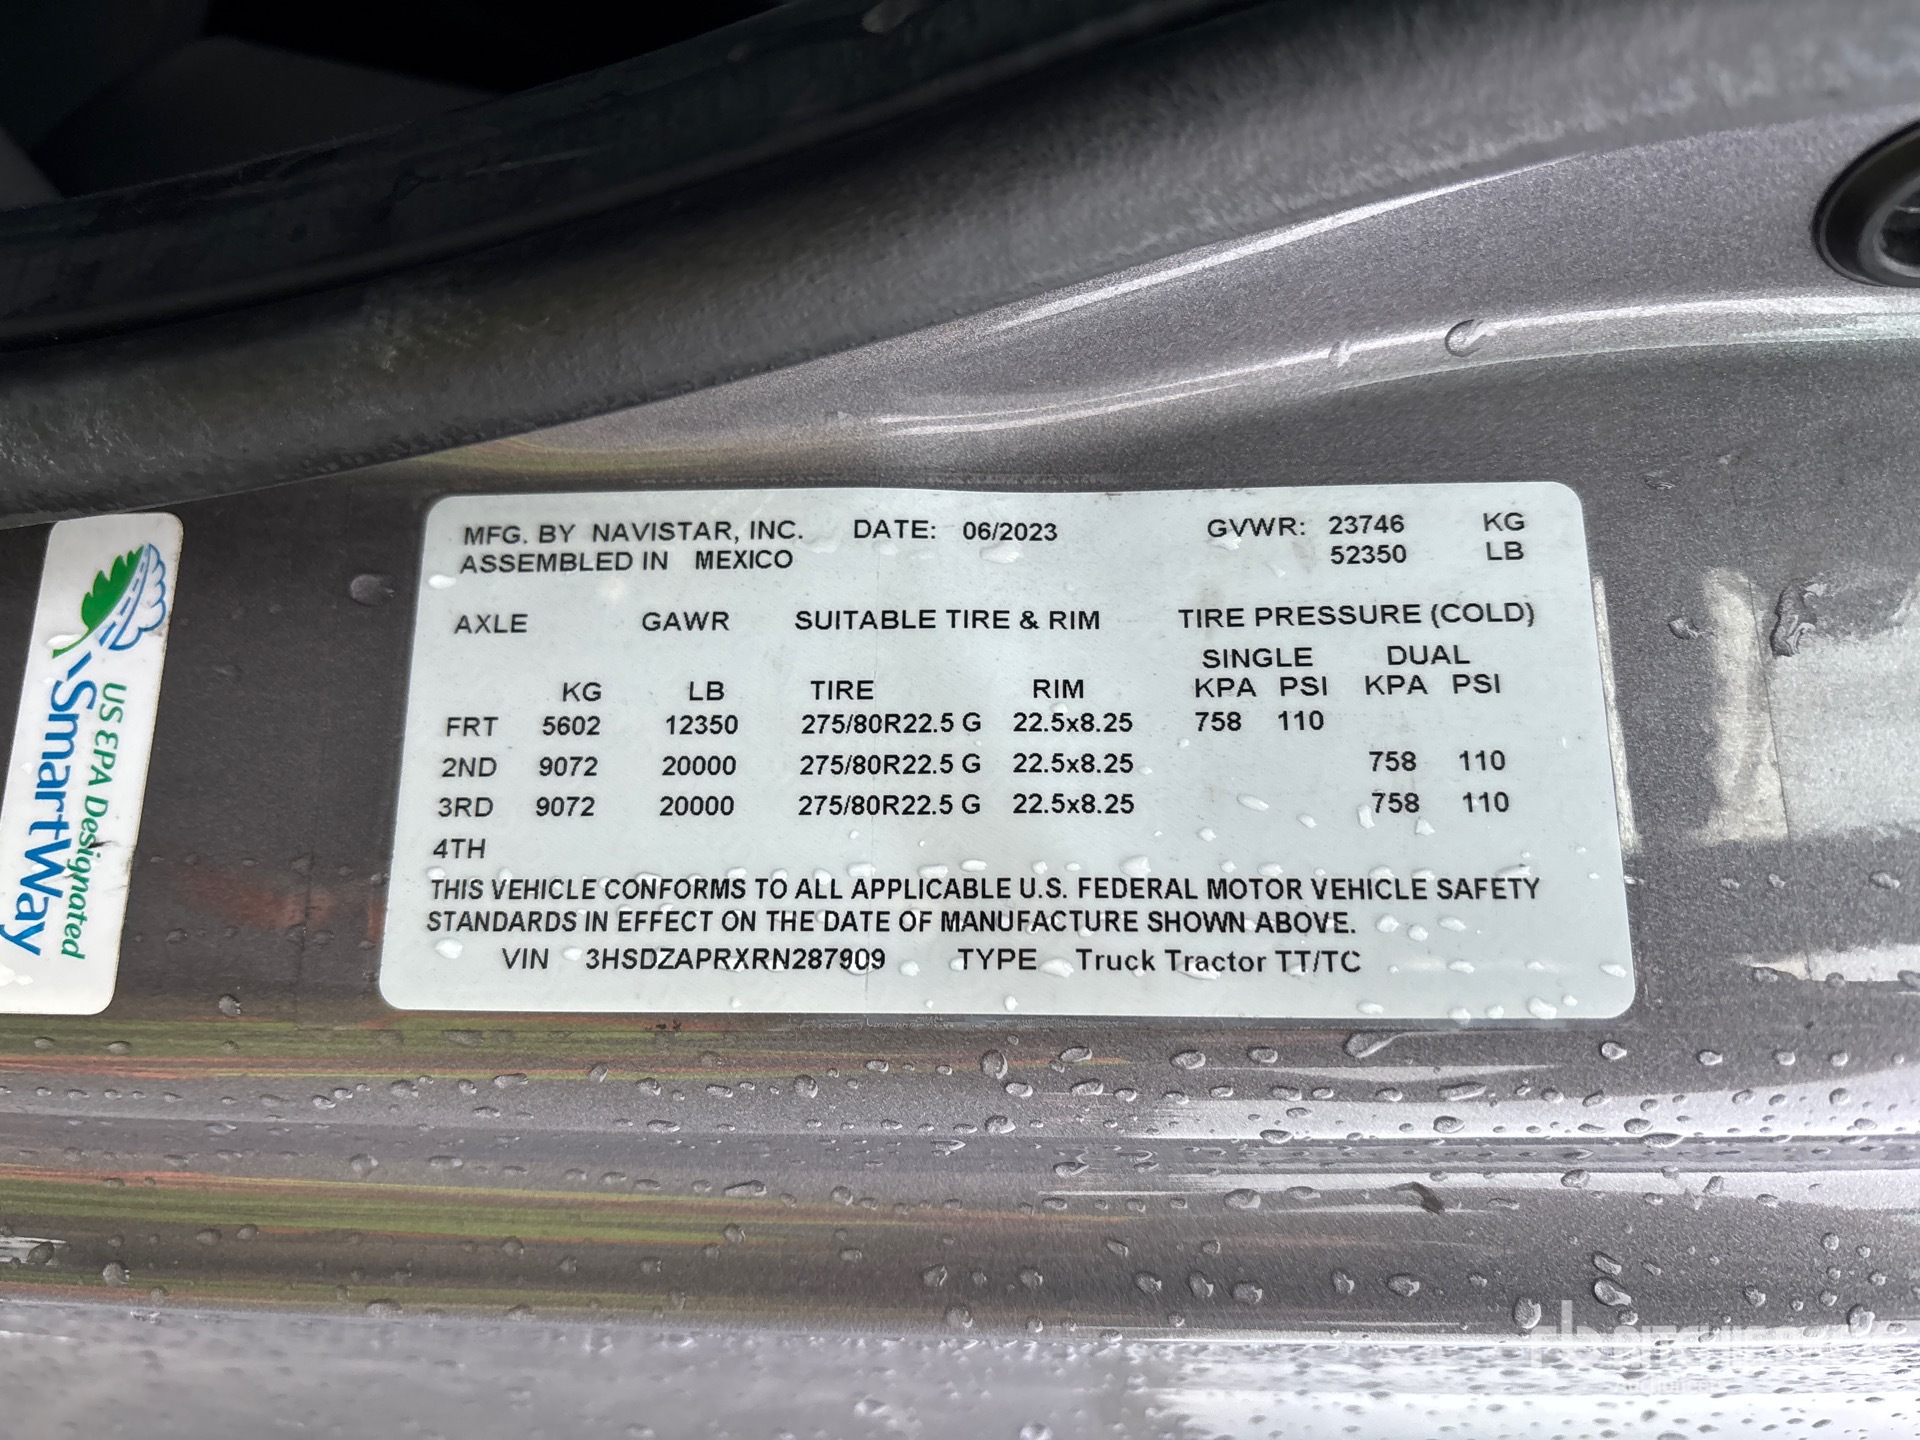 MFG. BY NAVISTAR, INC. DATE: 06/2023 GVWR: 23746 KG
ASSEMBLED IN MEXICO 52350 LB
AXLE GAWR SUITABLE TIRE & RIM TIRE PRESSURE (COLD)
SINGLE DUAL
KG LB TIRE RIM KPA PSI KPA PSI
FRT 5602 12350 275/80R22.5 G 22.5x8.25 758 110
2ND 9072 20000 275/80R22.5 G 22.5x8.25 758 110
3RD 9072 20000 275/80R22.5 G 22.5x8.25 758 110
4TH
THIS VEHICLE CONFORMS TO ALL APPLICABLE U.S. FEDERAL MOTOR VEHICLE SAFETY
STANDARDS IN EFFECT ON THE DATE OF MANUFACTURE SHOWN ABOVE.
VIN 3HSDZAPRXRN287909 TYPE Truck Tractor TT/TC
US EPA Designated
SmartWay